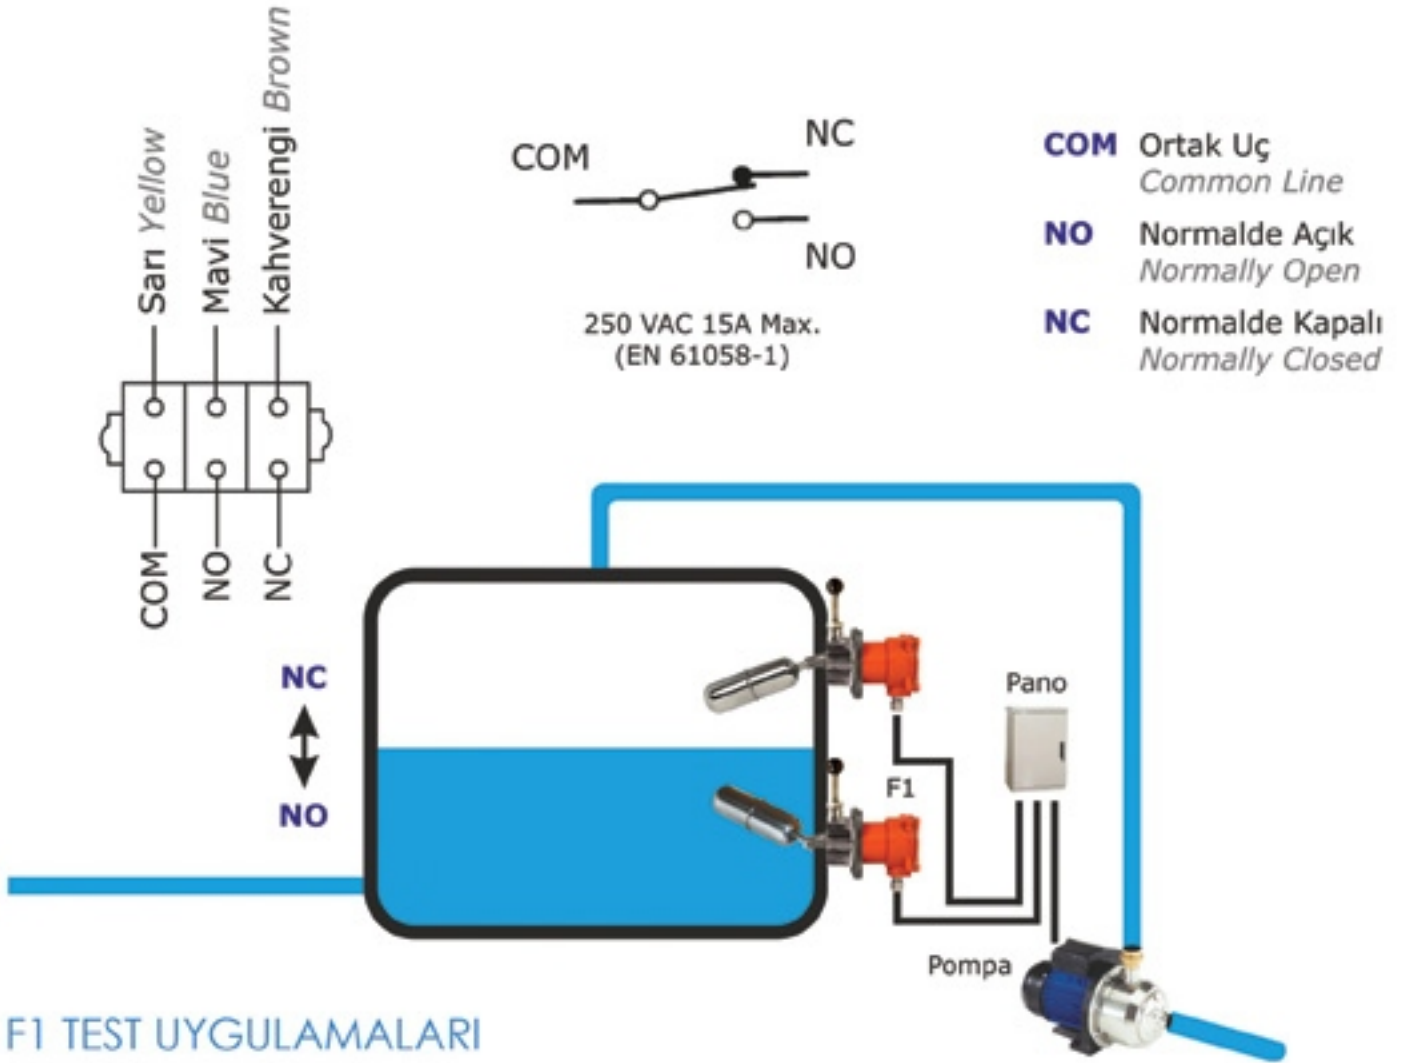 Sarı Yellow
Mavi Blue
Kahverengi Brown
COM
NO
NC
COM
NC
NO
250 VAC 15A Max.
(EN 61058-1)
COM Ortak Uç
Common Line
NO Normalde Açık
Normally Open
NC Normalde Kapalı
Normally Closed
NC
NO
Pano
F1
Pompa
F1 TEST UYGULAMALARI